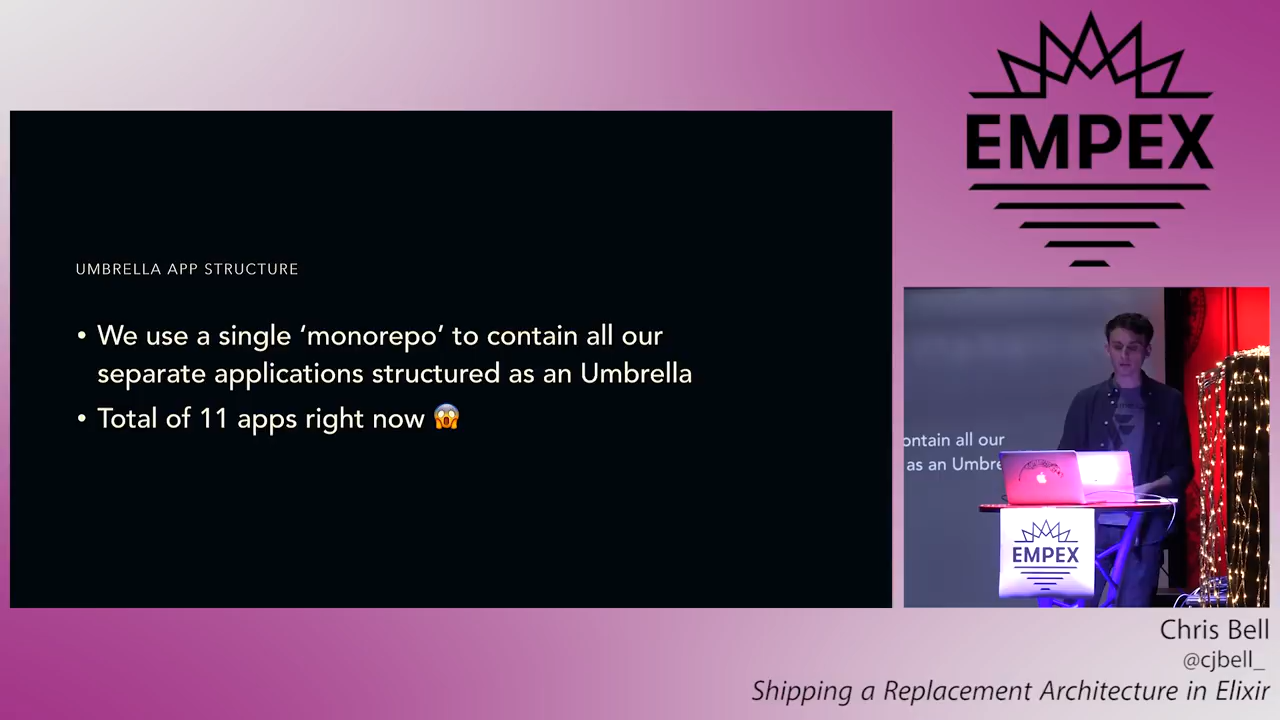 EMPEX
UMBRELLA APP STRUCTURE
• We use a single ‘monorepo’ to contain all our
separate applications structured as an Umbrella
• Total of 11 apps right now 😱
ontain all our
as an Umbre
EMPEX
Chris Bell
@cjbell_
Shipping a Replacement Architecture in Elixir